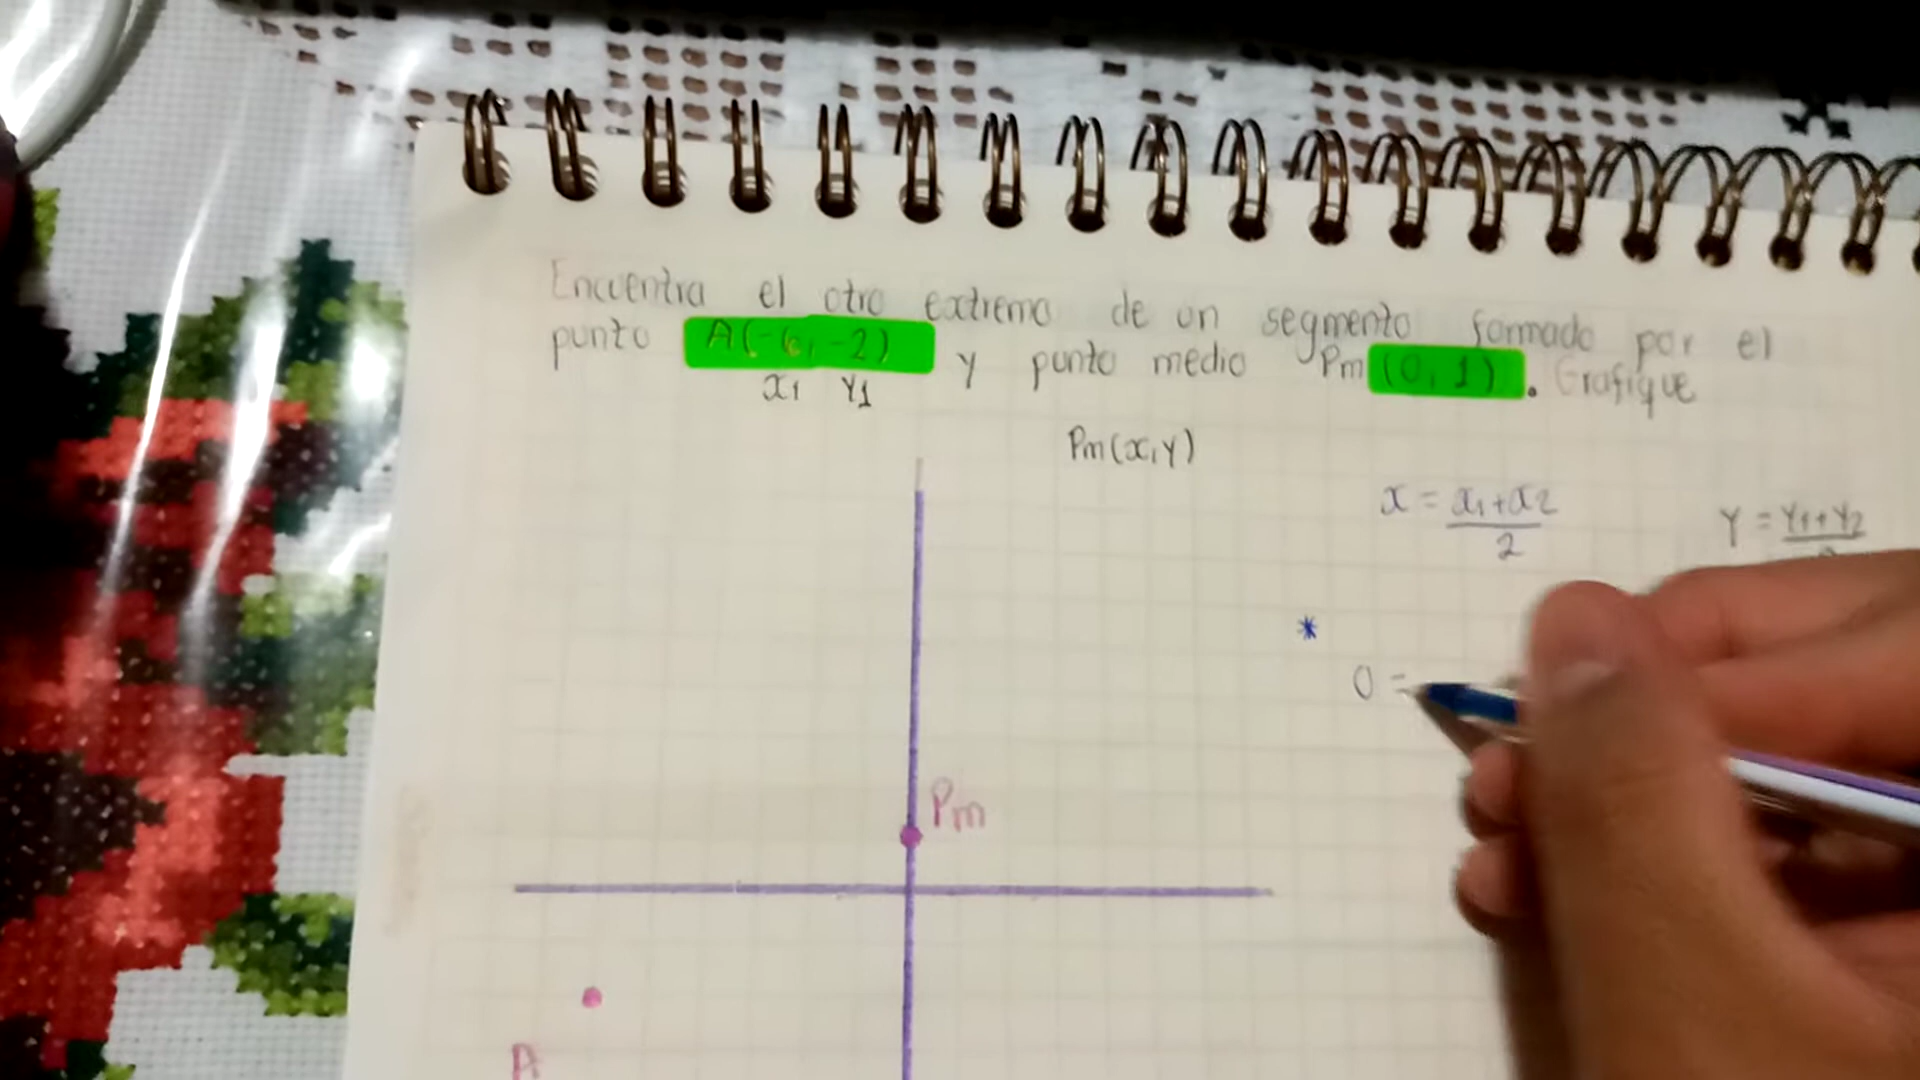 Encuentra el otro extremo de un segmento formado por el
punto A(-6, -2) y punto medio Pm (0, 1). Grafique
x1 Y1
Pm(x, Y)
x = x1+x2 / 2
Y = Y1+Y2
*
0 =
Pm
A